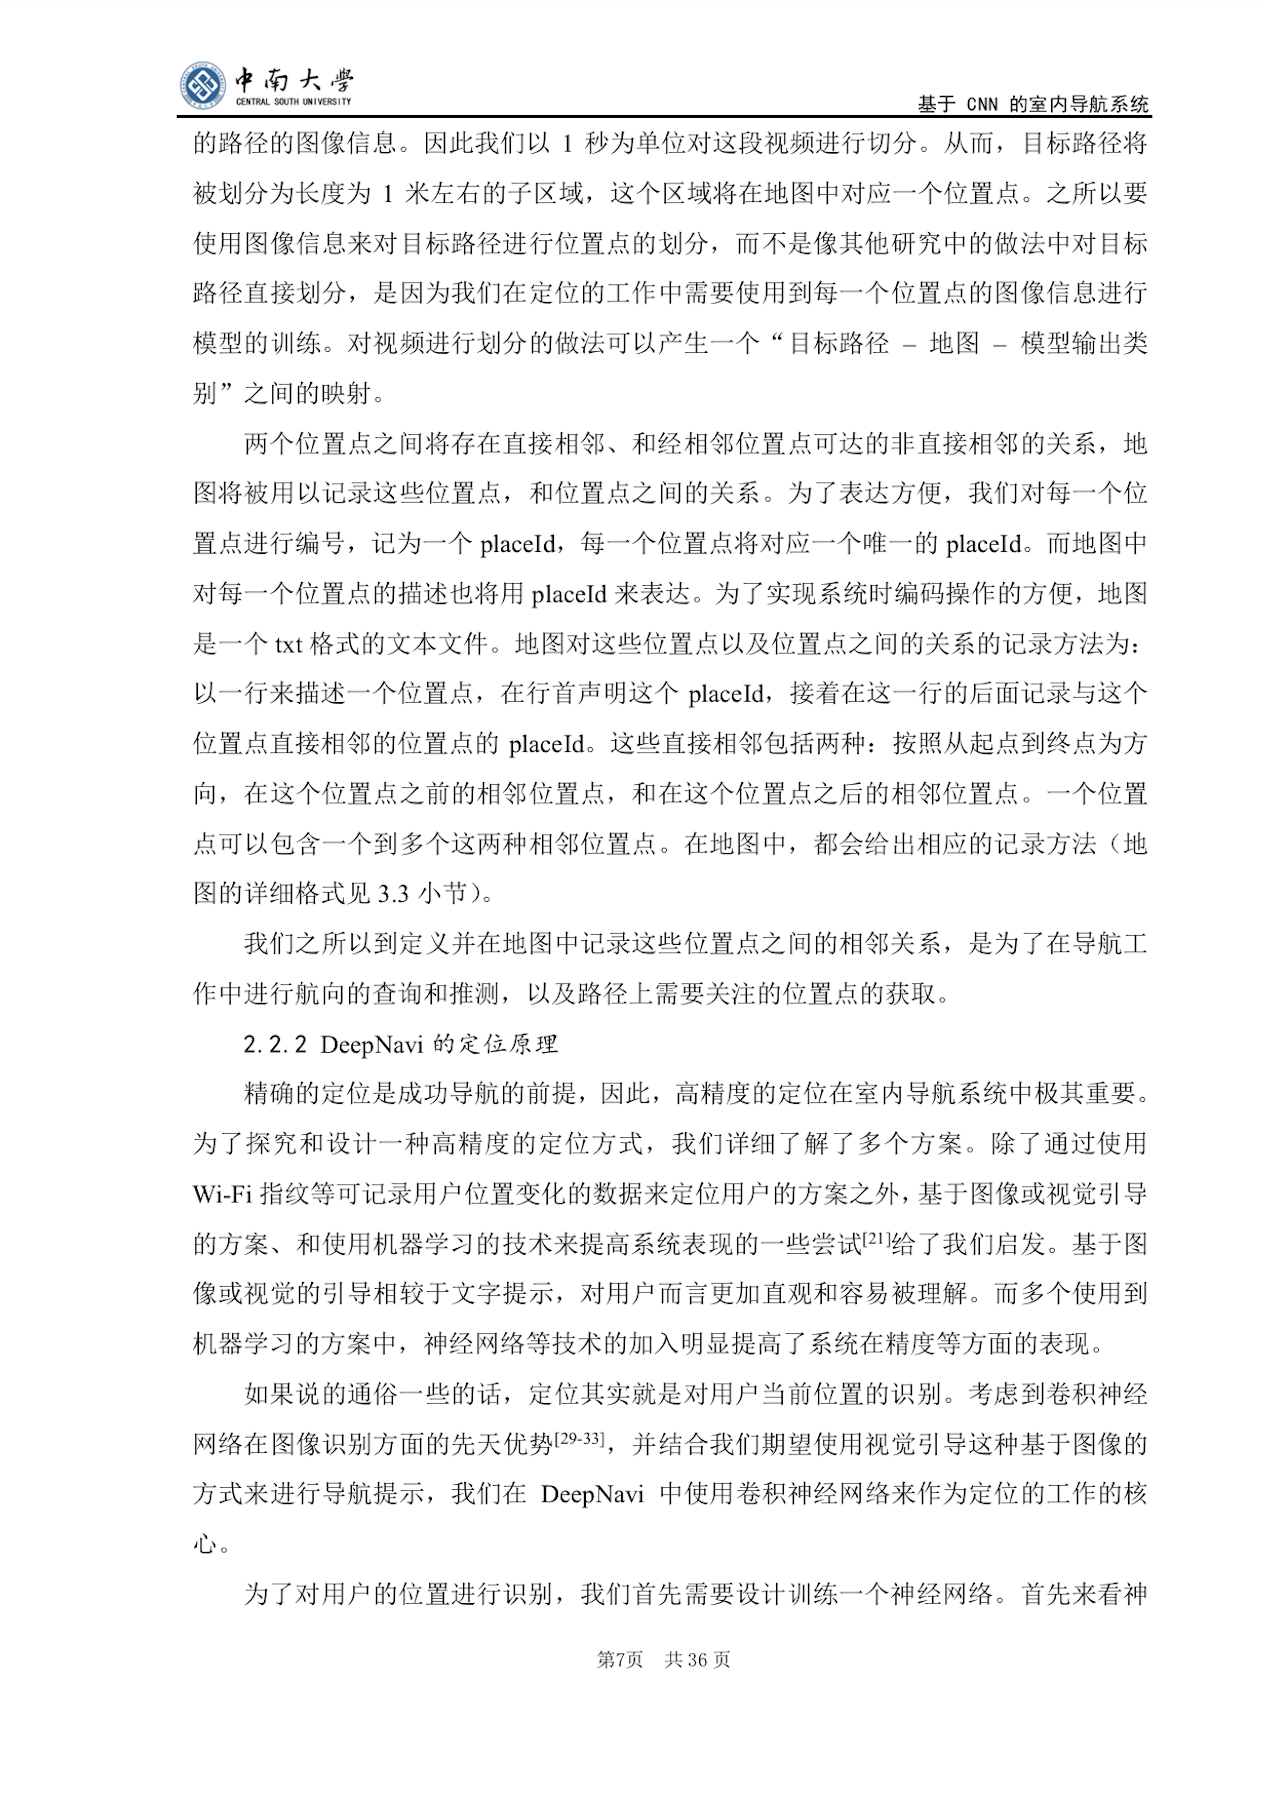 中南大学
CENTRAL SOUTH UNIVERSITY
基于 CNN 的室内导航系统
的路径的图像信息。因此我们以 1 秒为单位对这段视频进行切分。从而，目标路径将
被划分为长度为 1 米左右的子区域，这个区域将在地图中对应一个位置点。之所以要
使用图像信息来对目标路径进行位置点的划分，而不是像其他研究中的做法中对目标
路径直接划分，是因为我们在定位的工作中需要使用到每一个位置点的图像信息进行
模型的训练。对视频进行划分的做法可以产生一个“目标路径 – 地图 – 模型输出类
别”之间的映射。
两个位置点之间将存在直接相邻、和经相邻位置点可达的非直接相邻的关系，地
图将被用以记录这些位置点，和位置点之间的关系。为了表达方便，我们对每一个位
置点进行编号，记为一个 placeId，每一个位置点将对应一个唯一的 placeId。而地图中
对每一个位置点的描述也将用 placeId 来表达。为了实现系统时编码操作的方便，地图
是一个 txt 格式的文本文件。地图对这些位置点以及位置点之间的关系的记录方法为：
以一行来描述一个位置点，在行首声明这个 placeId，接着在这一行的后面记录与这个
位置点直接相邻的位置点的 placeId。这些直接相邻包括两种：按照从起点到终点为方
向，在这个位置点之前的相邻位置点，和在这个位置点之后的相邻位置点。一个位置
点可以包含一个到多个这两种相邻位置点。在地图中，都会给出相应的记录方法（地
图的详细格式见 3.3 小节）。
我们之所以到定义并在地图中记录这些位置点之间的相邻关系，是为了在导航工
作中进行航向的查询和推测，以及路径上需要关注的位置点的获取。
2.2.2 DeepNavi 的定位原理
精确的定位是成功导航的前提，因此，高精度的定位在室内导航系统中极其重要。
为了探究和设计一种高精度的定位方式，我们详细了解了多个方案。除了通过使用
Wi-Fi 指纹等可记录用户位置变化的数据来定位用户的方案之外，基于图像或视觉引导
的方案、和使用机器学习的技术来提高系统表现的一些尝试[21]给了我们启发。基于图
像或视觉的引导相较于文字提示，对用户而言更加直观和容易被理解。而多个使用到
机器学习的方案中，神经网络等技术的加入明显提高了系统在精度等方面的表现。
如果说的通俗一些的话，定位其实就是对用户当前位置的识别。考虑到卷积神经
网络在图像识别方面的先天优势[29-33]，并结合我们期望使用视觉引导这种基于图像的
方式来进行导航提示，我们在 DeepNavi 中使用卷积神经网络来作为定位的工作的核
心。
为了对用户的位置进行识别，我们首先需要设计训练一个神经网络。首先来看神
第7页 共 36 页